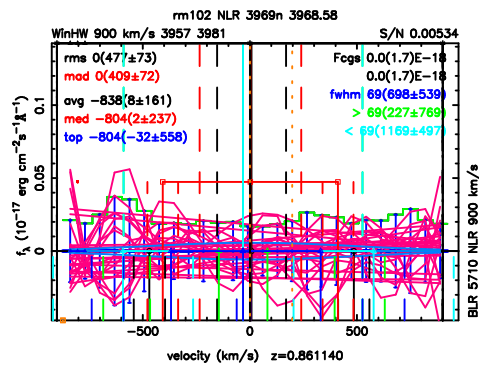 rm102 NLR 3969n 3968.58
WinHW 900 km/s 3957 3981 S/N 0.00534
rms 0(477±73) Fcgs 0.0(1.7)E−18
mad 0(409±72) 0.0(1.7)E−18
avg −838(8±161) fwhm 69(698±539)
med −804(2±237) > 69(227±769)
top −804(−32±558) < 69(1169±497)
0.1
0.05
0
f λ (10⁻¹⁷ erg cm⁻² s⁻¹ Å⁻¹)
BLR 5710 NLR 900 km/s
−500 0 500
velocity (km/s) z=0.861140